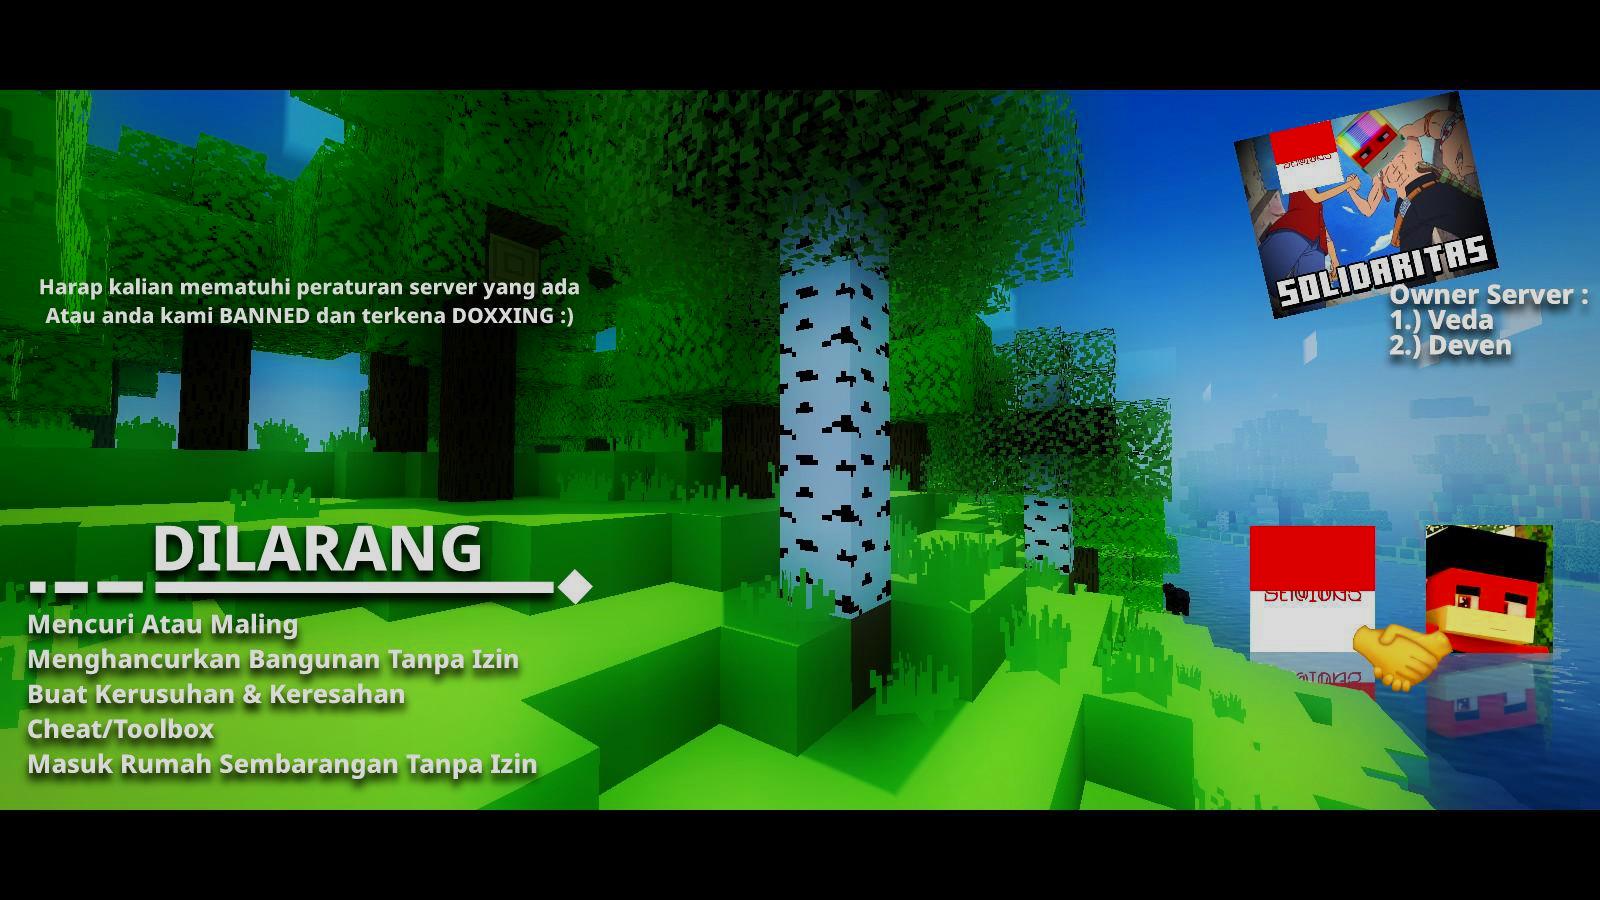 SOLIDARITAS
Owner Server :
1.) Veda
2.) Deven
Harap kalian mematuhi peraturan server yang ada
Atau anda kami BANNED dan terkena DOXXING :)
DILARANG
Mencuri Atau Maling
Menghancurkan Bangunan Tanpa Izin
Buat Kerusuhan & Keresahan
Cheat/Toolbox
Masuk Rumah Sembarangan Tanpa Izin